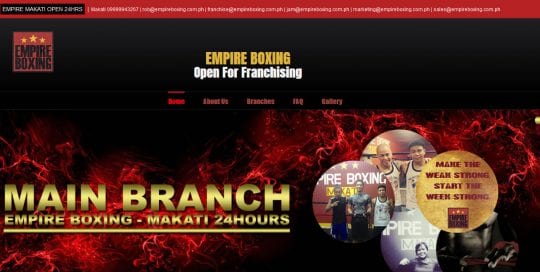 EMPIRE MAKATI OPEN 24HRS | Makati 09999943257 | rob@empireboxing.com.ph | franchise@empireboxing.com.ph | jam@empireboxing.com.ph | marketing@empireboxing.com.ph | sales@empireboxing.com.ph
EMPIRE
BOXING
EMPIRE BOXING
Open For Franchising
Home About Us Branches FAQ Gallery
MAIN BRANCH
EMPIRE BOXING - MAKATI 24HOURS
MAKE THE
WEAK STRONG
START THE
WEEK STRONG
EMPIRE
BOXING